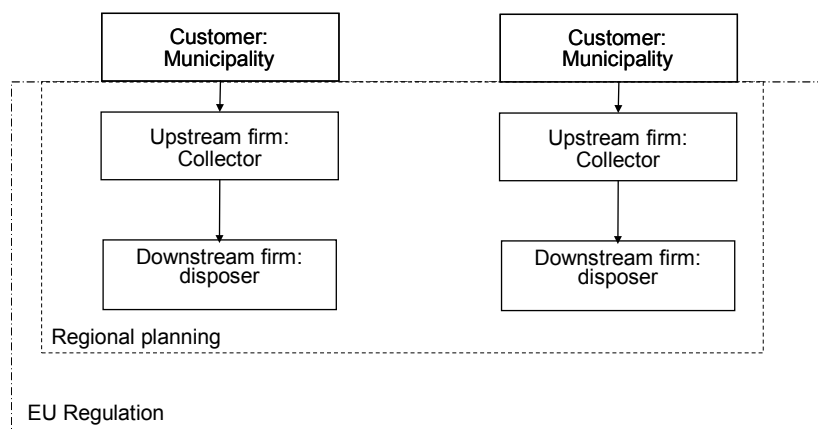 Customer:
Municipality
Customer:
Municipality
Upstream firm:
Collector
Upstream firm:
Collector
Downstream firm:
disposer
Downstream firm:
disposer
Regional planning
EU Regulation